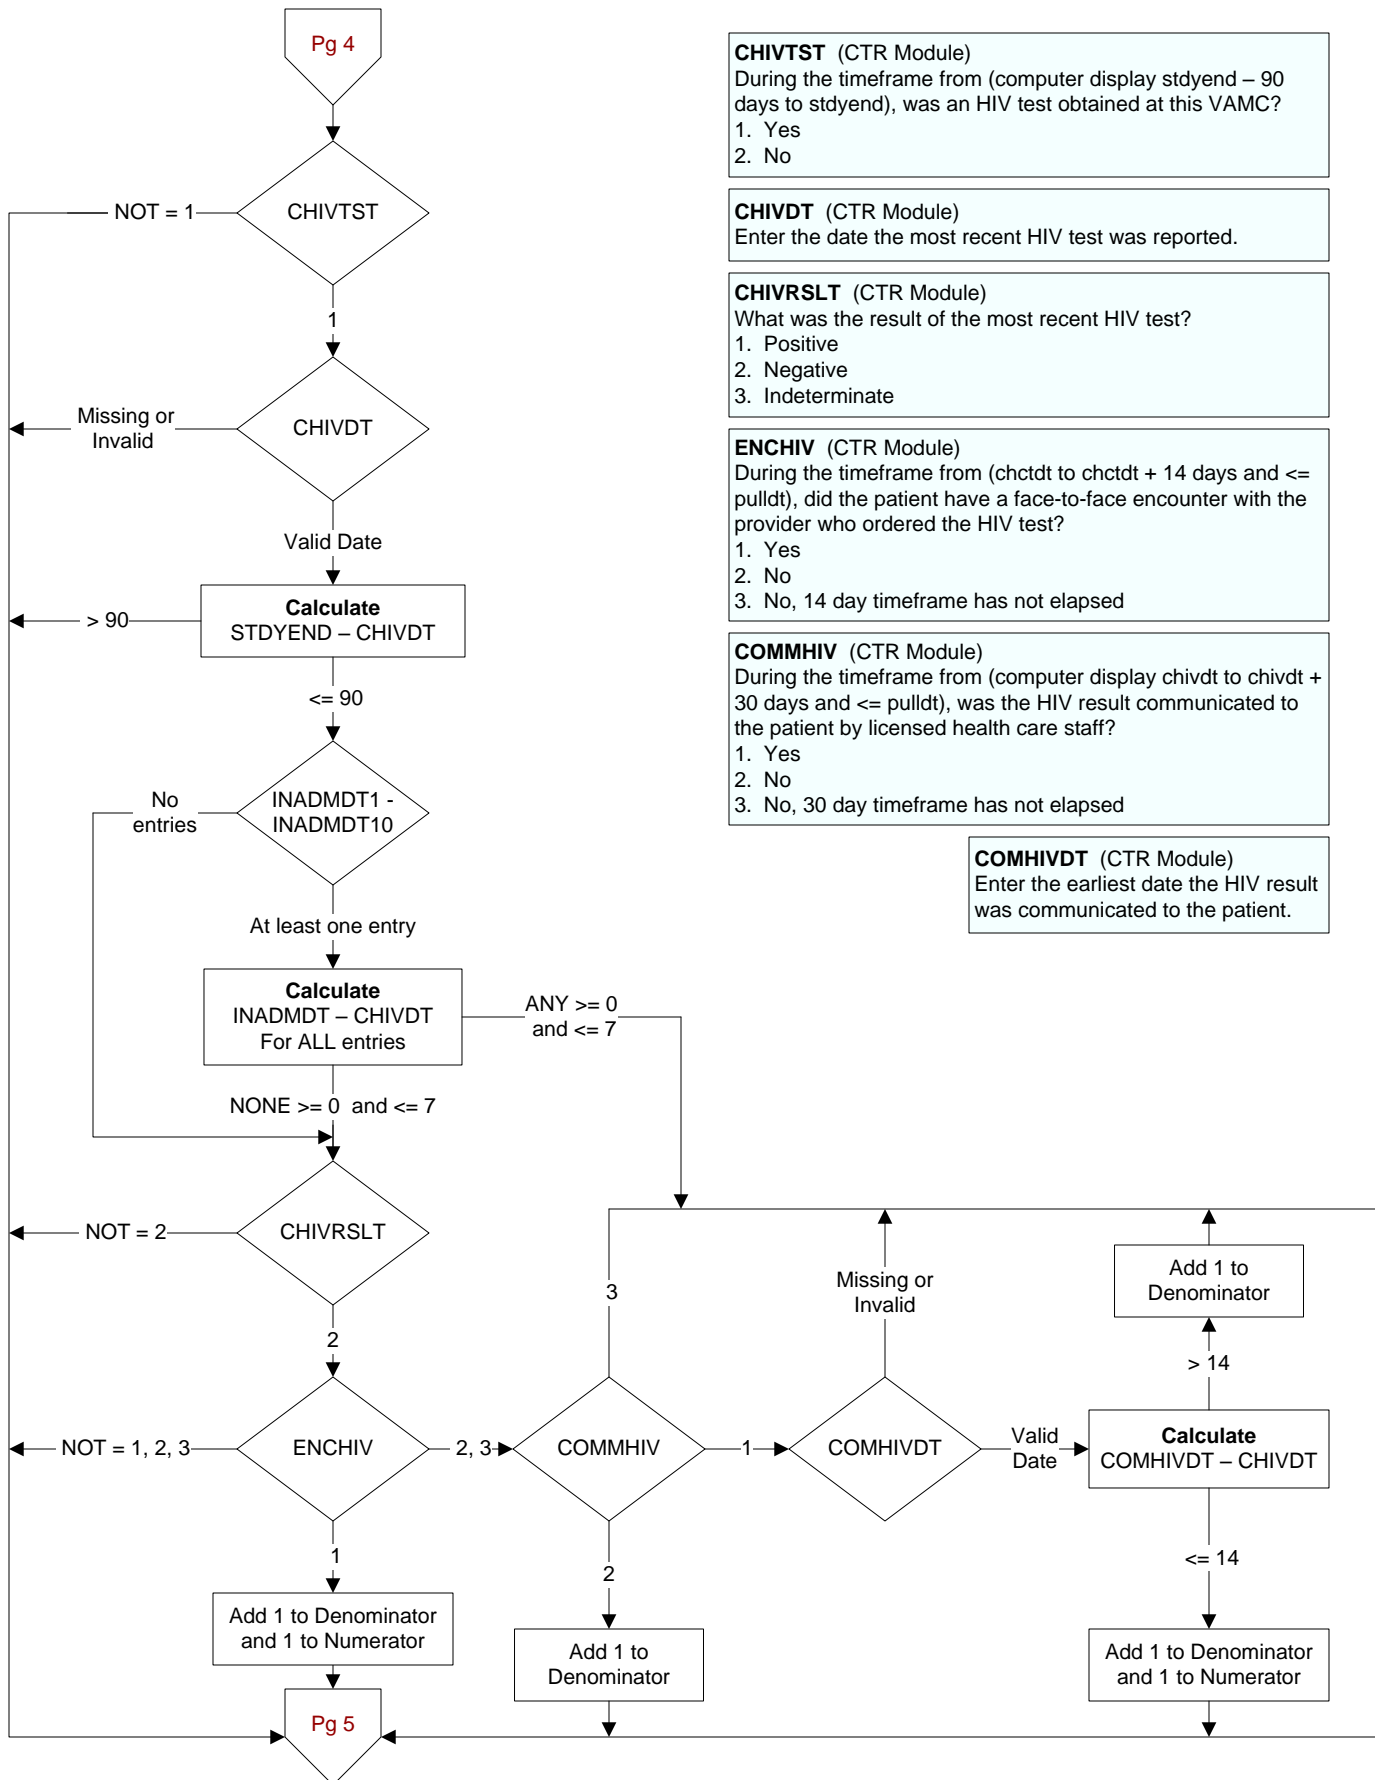 Pg 4
CHIVTST (CTR Module)
During the timeframe from (computer display stdyend – 90
days to stdyend), was an HIV test obtained at this VAMC?
1. Yes
2. No
CHIVDT (CTR Module)
Enter the date the most recent HIV test was reported.
CHIVRSLT (CTR Module)
What was the result of the most recent HIV test?
1. Positive
2. Negative
3. Indeterminate
ENCHIV (CTR Module)
During the timeframe from (chctdt to chctdt + 14 days and <=
pulldt), did the patient have a face-to-face encounter with the
provider who ordered the HIV test?
1. Yes
2. No
3. No, 14 day timeframe has not elapsed
COMMHIV (CTR Module)
During the timeframe from (computer display chivdt to chivdt +
30 days and <= pulldt), was the HIV result communicated to
the patient by licensed health care staff?
1. Yes
2. No
3. No, 30 day timeframe has not elapsed
COMHIVDT (CTR Module)
Enter the earliest date the HIV result
was communicated to the patient.
NOT = 1
CHIVTST
1
Missing or
Invalid
CHIVDT
Valid Date
> 90
Calculate
STDYEND – CHIVDT
<= 90
No
entries
INADMDT1 -
INADMDT10
At least one entry
Calculate
INADMDT – CHIVDT
For ALL entries
ANY >= 0
and <= 7
NONE >= 0 and <= 7
NOT = 2
CHIVRSLT
2
3
Missing or
Invalid
Add 1 to
Denominator
> 14
NOT = 1, 2, 3
ENCHIV
2, 3
COMMHIV
1
COMHIVDT
Valid
Date
Calculate
COMHIVDT – CHIVDT
1
2
<= 14
Add 1 to Denominator
and 1 to Numerator
Add 1 to
Denominator
Add 1 to Denominator
and 1 to Numerator
Pg 5